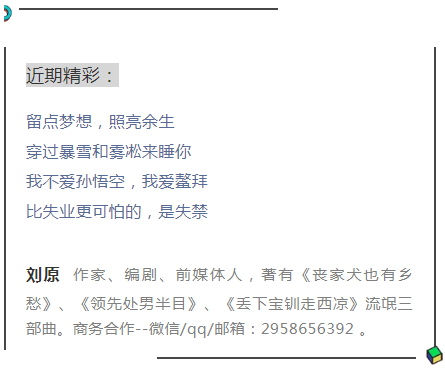 近期精彩：
留点梦想，照亮余生
穿过暴雪和雾凇来睡你
我不爱孙悟空，我爱鳌拜
比失业更可怕的，是失禁
刘原 作家、编剧、前媒体人，著有《丧家犬也有乡
愁》、《领先处男半目》、《丢下宝钏走西凉》流氓三
部曲。商务合作--微信/qq/邮箱：2958656392 。